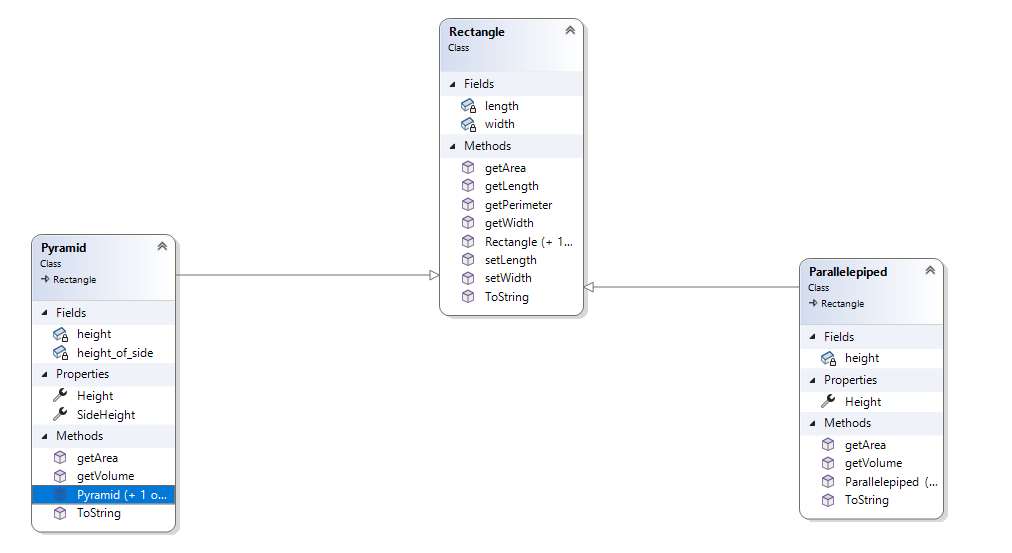 Rectangle
Class
Fields
length
width
Methods
getArea
getLength
getPerimeter
getWidth
Rectangle (+ 1...
setLength
setWidth
ToString
Pyramid
Class
Rectangle
Fields
height
height_of_side
Properties
Height
SideHeight
Methods
getArea
getVolume
Pyramid (+ 1 o...
ToString
Parallelepiped
Class
Rectangle
Fields
height
Properties
Height
Methods
getArea
getVolume
Parallelepiped (...
ToString